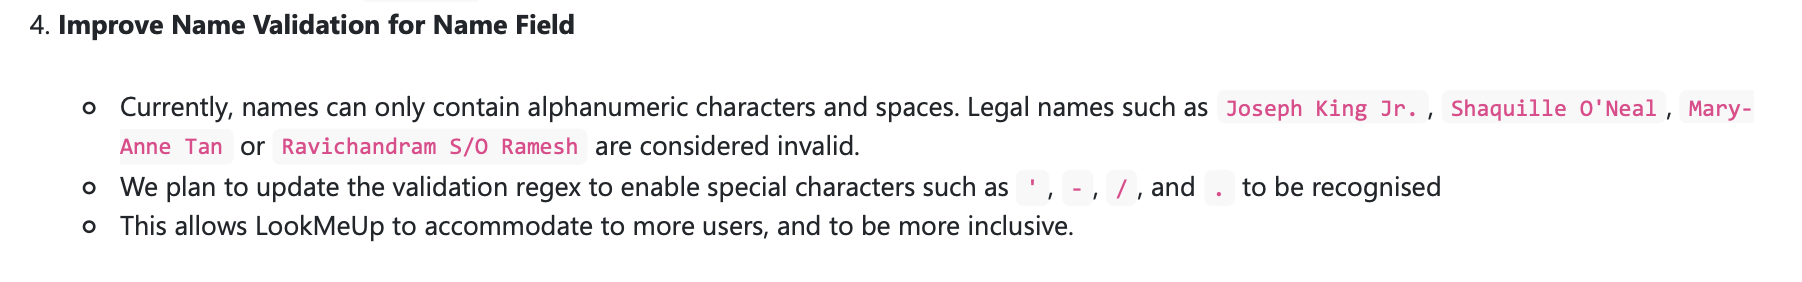 4. Improve Name Validation for Name Field
Currently, names can only contain alphanumeric characters and spaces. Legal names such as Joseph King Jr. , Shaquille O'Neal , Mary-
Anne Tan or Ravichandram S/O Ramesh are considered invalid.
We plan to update the validation regex to enable special characters such as ' , - , / , and . to be recognised
This allows LookMeUp to accommodate to more users, and to be more inclusive.